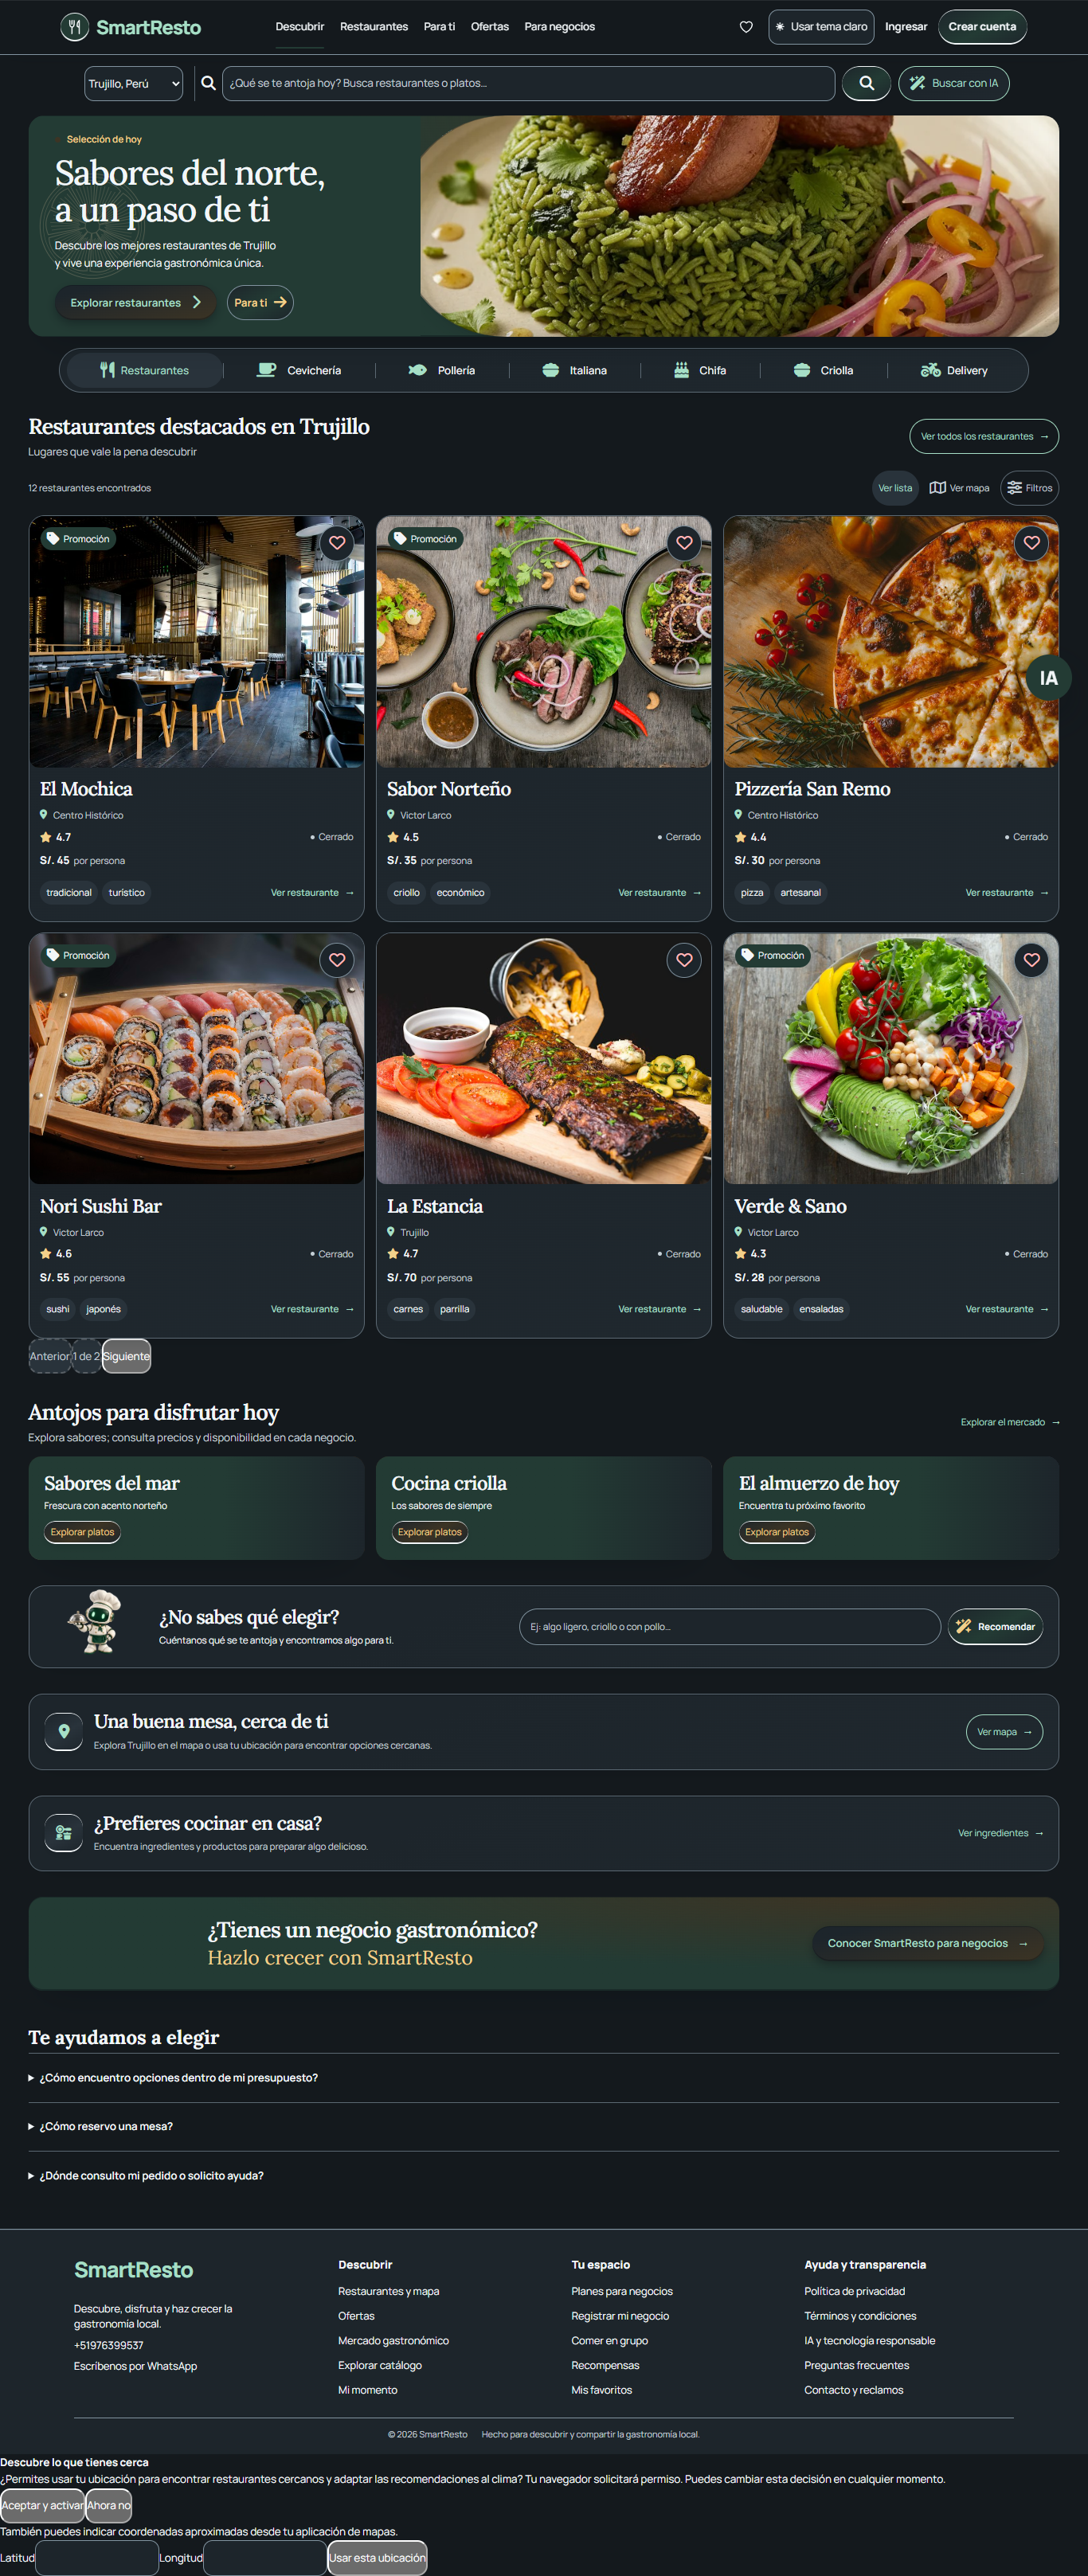 SmartResto
Descubrir
Restaurantes
Para ti
Ofertas
Para negocios
Usar tema claro
Ingresar
Crear cuenta
Trujillo, Perú
¿Qué se te antoja hoy? Busca restaurantes o platos...
Buscar con IA
Selección de hoy
Sabores del norte,
a un paso de ti
Descubre los mejores restaurantes de Trujillo
y vive una experiencia gastronómica única.
Explorar restaurantes
Para ti
Restaurantes
Cevichería
Pollería
Italiana
Chifa
Criolla
Delivery
Restaurantes destacados en Trujillo
Lugares que vale la pena descubrir
Ver todos los restaurantes →
12 restaurantes encontrados
Ver lista
Ver mapa
Filtros
Promoción
El Mochica
Centro Histórico
4.7
• Cerrado
S/. 45 por persona
tradicional
turístico
Ver restaurante →
Promoción
Sabor Norteño
Victor Larco
4.5
• Cerrado
S/. 35 por persona
criollo
económico
Ver restaurante →
Pizzería San Remo
Centro Histórico
4.4
• Cerrado
S/. 30 por persona
pizza
artesanal
Ver restaurante →
IA
Promoción
Nori Sushi Bar
Victor Larco
4.6
• Cerrado
S/. 55 por persona
sushi
japonés
Ver restaurante →
La Estancia
Trujillo
4.7
• Cerrado
S/. 70 por persona
carnes
parrilla
Ver restaurante →
Promoción
Verde & Sano
Victor Larco
4.3
• Cerrado
S/. 28 por persona
saludable
ensaladas
Ver restaurante →
Anterior
1 de 2
Siguiente
Antojos para disfrutar hoy
Explora sabores; consulta precios y disponibilidad en cada negocio.
Explorar el mercado →
Sabores del mar
Frescura con acento norteño
Explorar platos
Cocina criolla
Los sabores de siempre
Explorar platos
El almuerzo de hoy
Encuentra tu próximo favorito
Explorar platos
¿No sabes qué elegir?
Cuéntanos qué se te antoja y encontramos algo para ti.
Ej: algo ligero, criollo o con pollo...
Recomendar
Una buena mesa, cerca de ti
Explora Trujillo en el mapa o usa tu ubicación para encontrar opciones cercanas.
Ver mapa →
¿Prefieres cocinar en casa?
Encuentra ingredientes y productos para preparar algo delicioso.
Ver ingredientes →
¿Tienes un negocio gastronómico?
Hazlo crecer con SmartResto
Conocer SmartResto para negocios →
Te ayudamos a elegir
¿Cómo encuentro opciones dentro de mi presupuesto?
¿Cómo reservo una mesa?
¿Dónde consulto mi pedido o solicito ayuda?
SmartResto
Descubre, disfruta y haz crecer la
gastronomía local.
+51976399537
Escríbenos por WhatsApp
Descubrir
Restaurantes y mapa
Ofertas
Mercado gastronómico
Explorar catálogo
Mi momento
Tu espacio
Planes para negocios
Registrar mi negocio
Comer en grupo
Recompensas
Mis favoritos
Ayuda y transparencia
Política de privacidad
Términos y condiciones
IA y tecnología responsable
Preguntas frecuentes
Contacto y reclamos
© 2026 SmartResto
Hecho para descubrir y compartir la gastronomía local.
Descubre lo que tienes cerca
¿Permites usar tu ubicación para encontrar restaurantes cercanos y adaptar las recomendaciones al clima? Tu navegador solicitará permiso. Puedes cambiar esta decisión en cualquier momento.
Aceptar y activar
Ahora no
También puedes indicar coordenadas aproximadas desde tu aplicación de mapas.
Latitud
Longitud
Usar esta ubicación